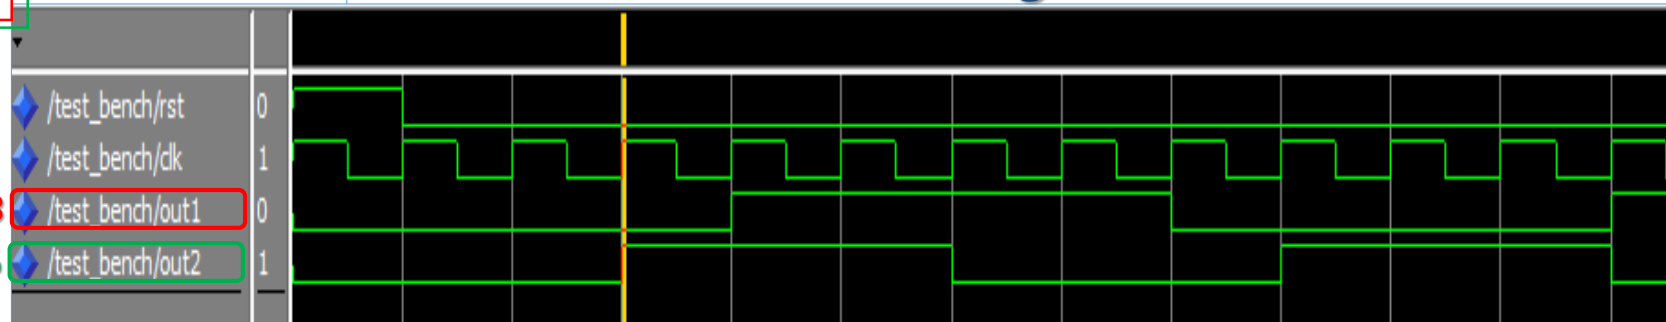 /test_bench/rst 0
/test_bench/clk 1
/test_bench/out1 0
/test_bench/out2 1